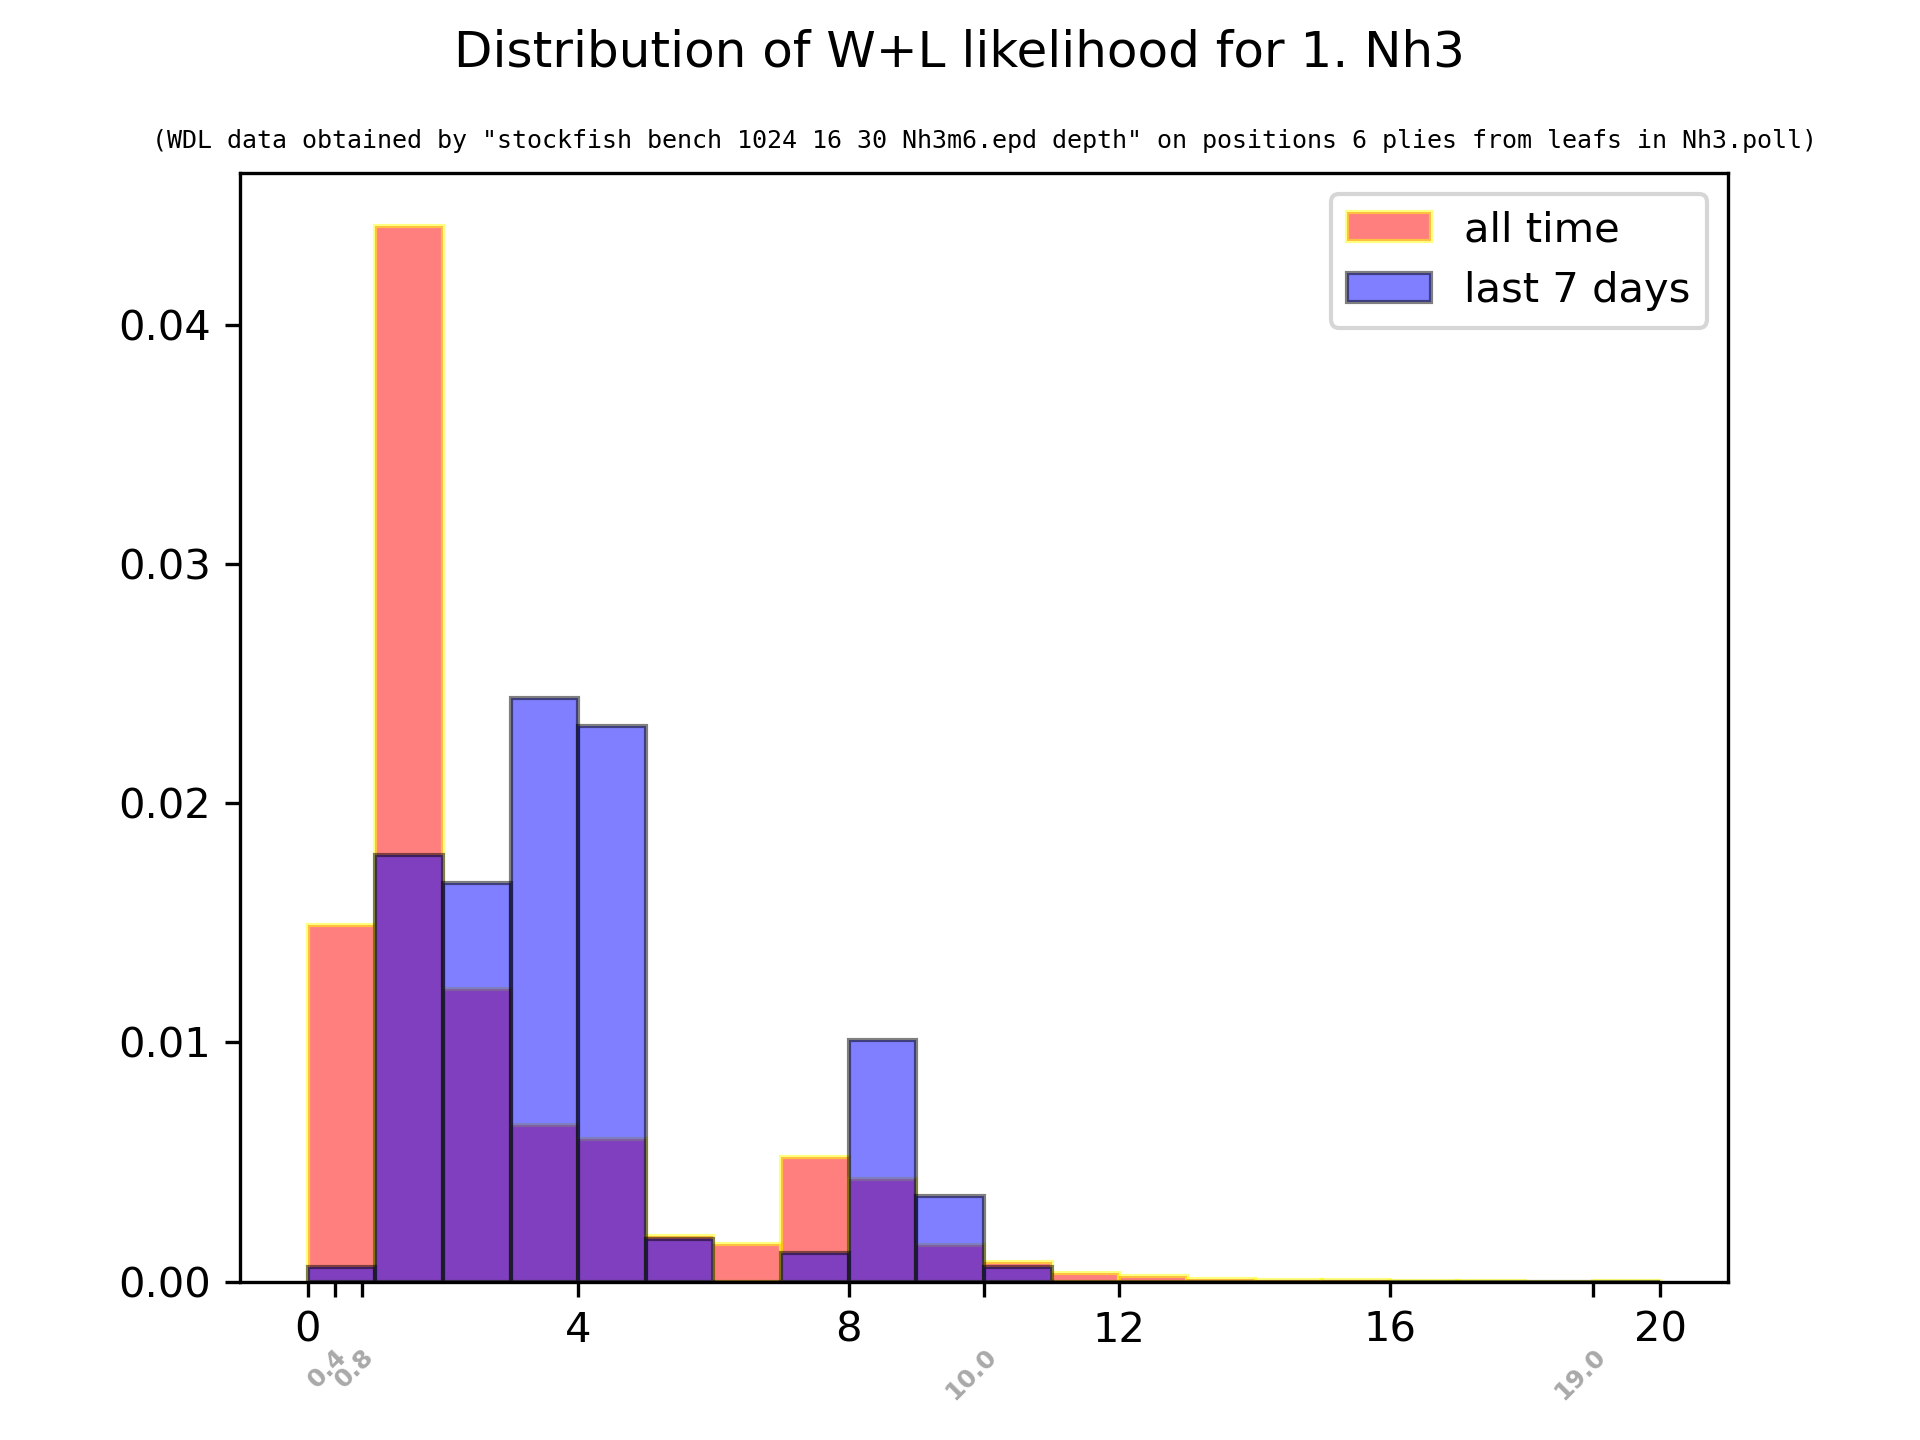 Distribution of W+L likelihood for 1. Nh3
(WDL data obtained by "stockfish bench 1024 16 30 Nh3m6.epd depth" on positions 6 plies from leafs in Nh3.poll)
all time
last 7 days
0.04
0.03
0.02
0.01
0.00
0 4 8 12 16 20
0.4 0.8 10.0 19.0